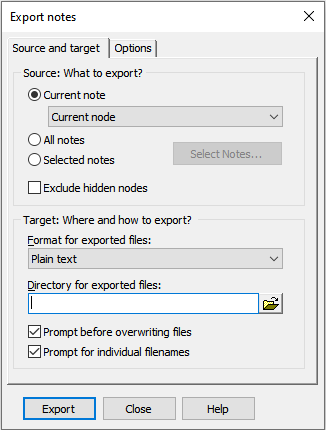 Export notes
Source and target
Options
Source: What to export?
Current note
Current node
All notes
Selected notes
Select Notes...
Exclude hidden nodes
Target: Where and how to export?
Format for exported files:
Plain text
Directory for exported files:
Prompt before overwriting files
Prompt for individual filenames
Export
Close
Help